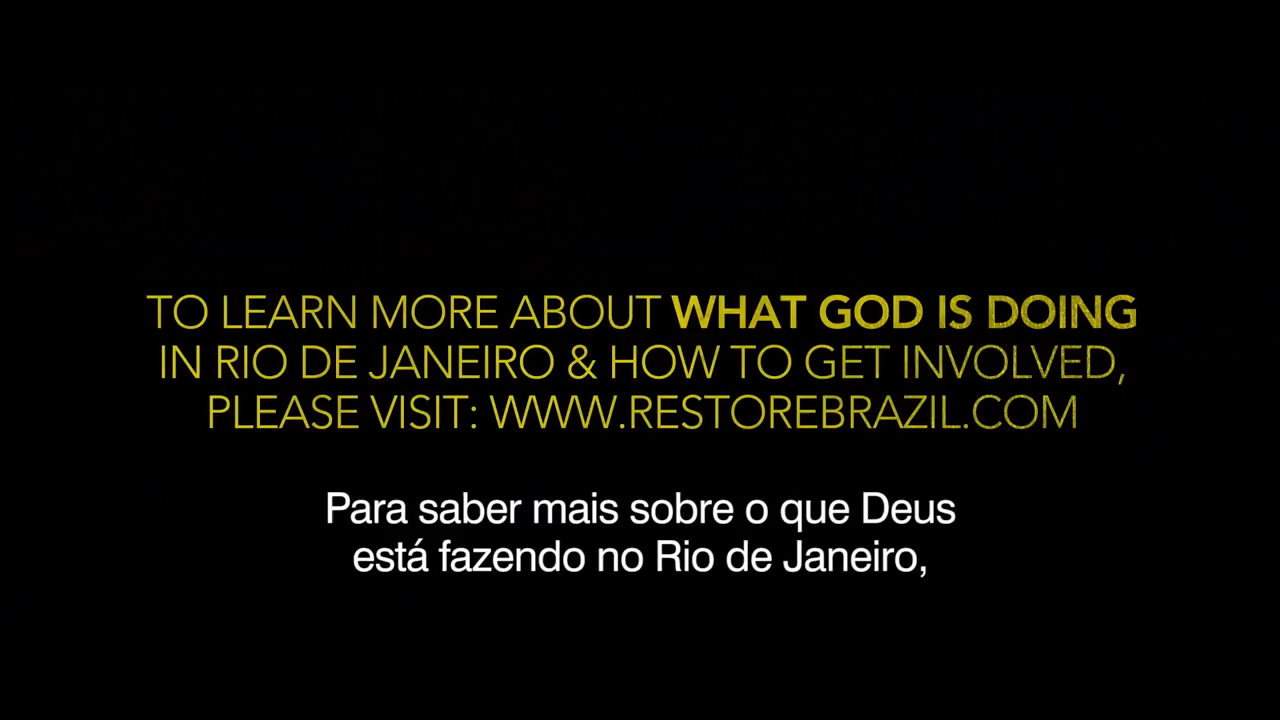 TO LEARN MORE ABOUT WHAT GOD IS DOING
IN RIO DE JANEIRO & HOW TO GET INVOLVED,
PLEASE VISIT: WWW.RESTOREBRAZIL.COM
Para saber mais sobre o que Deus
está fazendo no Rio de Janeiro,